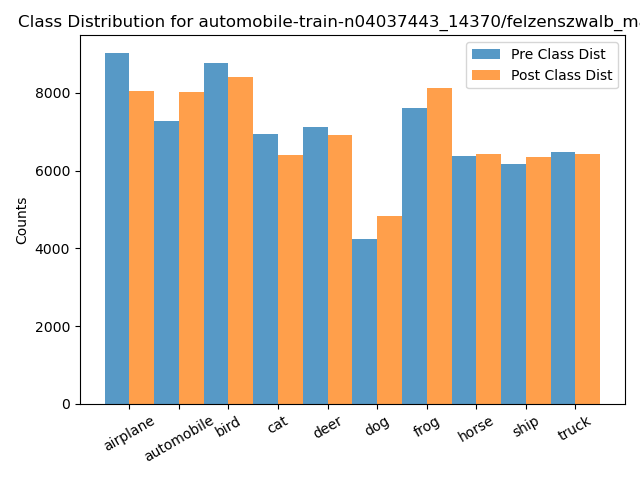 Class Distribution for automobile-train-n04037443_14370/felzenszwalb_m
Pre Class Dist
Post Class Dist
Counts
8000
6000
4000
2000
0
airplane
automobile
bird
cat
deer
dog
frog
horse
ship
truck